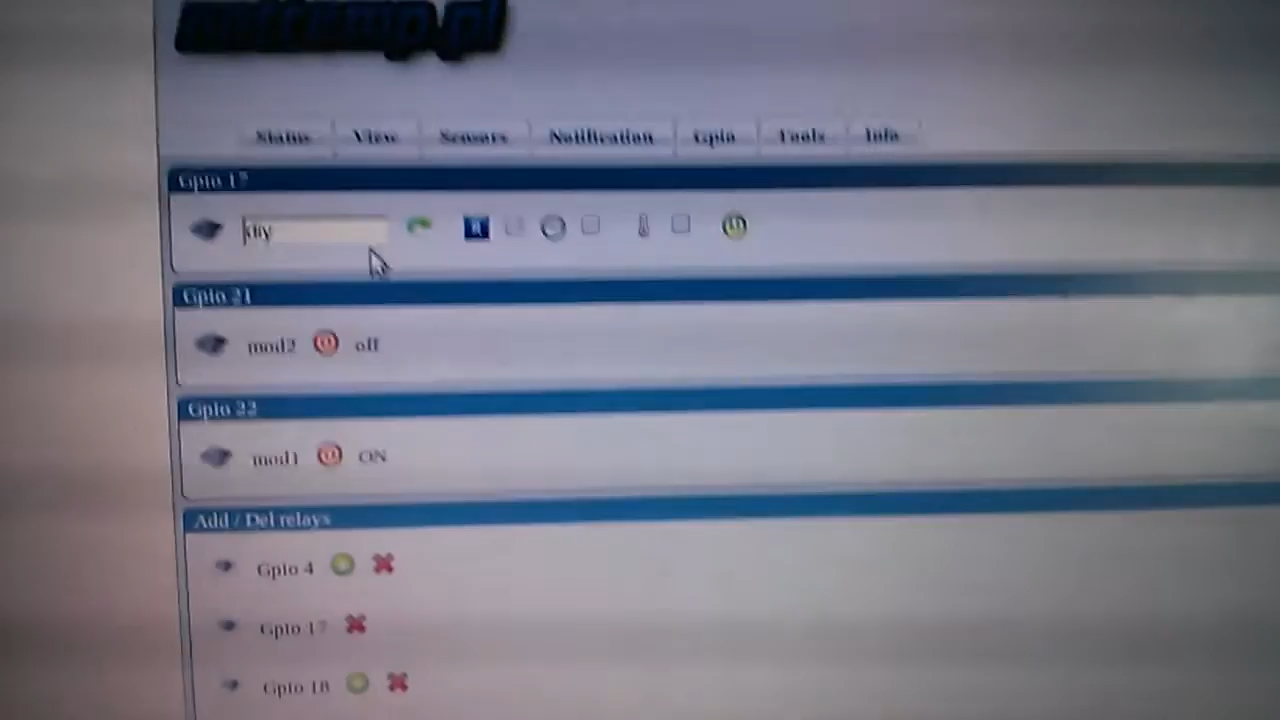 Status View Sensors Notification Gpio Tools Info
Gpio 17
Gpio 21
mod2 off
Gpio 22
mod1 ON
Add / Del relays
Gpio 4
Gpio 17
Gpio 18